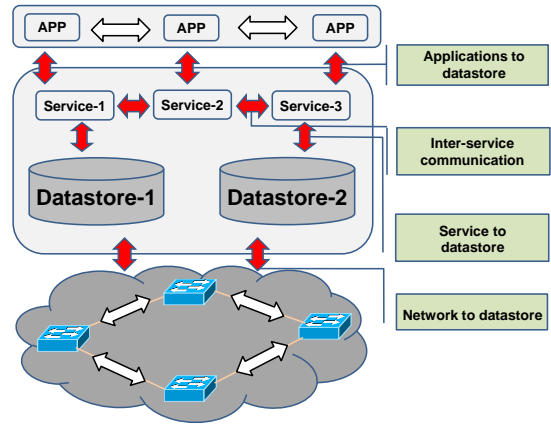 APP
APP
APP
Applications to
datastore
Service-1
Service-2
Service-3
Inter-service
communication
Datastore-1
Datastore-2
Service to
datastore
Network to datastore